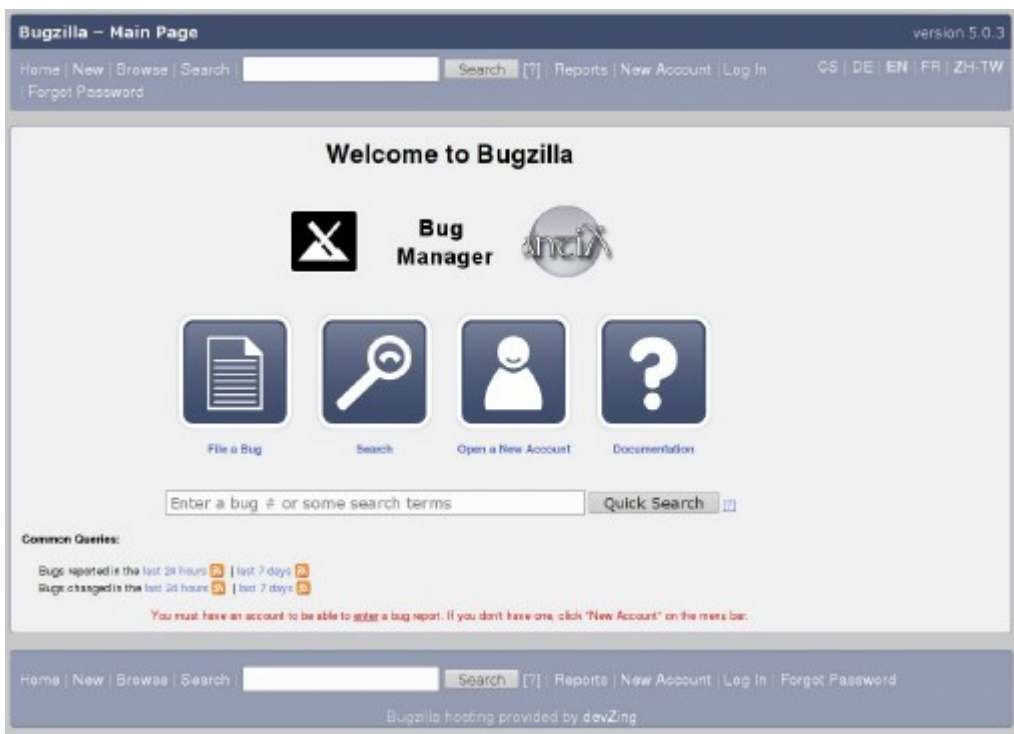 Bugzilla – Main Page version 5.0.3
Home | New | Browse | Search | Search [?] | Reports | New Account | Log In CS | DE | EN | FR | ZH-TW
| Forgot Password
Welcome to Bugzilla
Bug
Manager
antiX
File a Bug Search Open a New Account Documentation
Enter a bug # or some search terms Quick Search [?]
Common Queries:
Bugs reported in the last 24 hours | last 7 days
Bugs changed in the last 24 hours | last 7 days
You must have an account to be able to enter a bug report. If you don't have one, click "New Account" on the menu bar.
Home | New | Browse | Search | Search [?] | Reports | New Account | Log In | Forgot Password
Bugzilla hosting provided by devZing